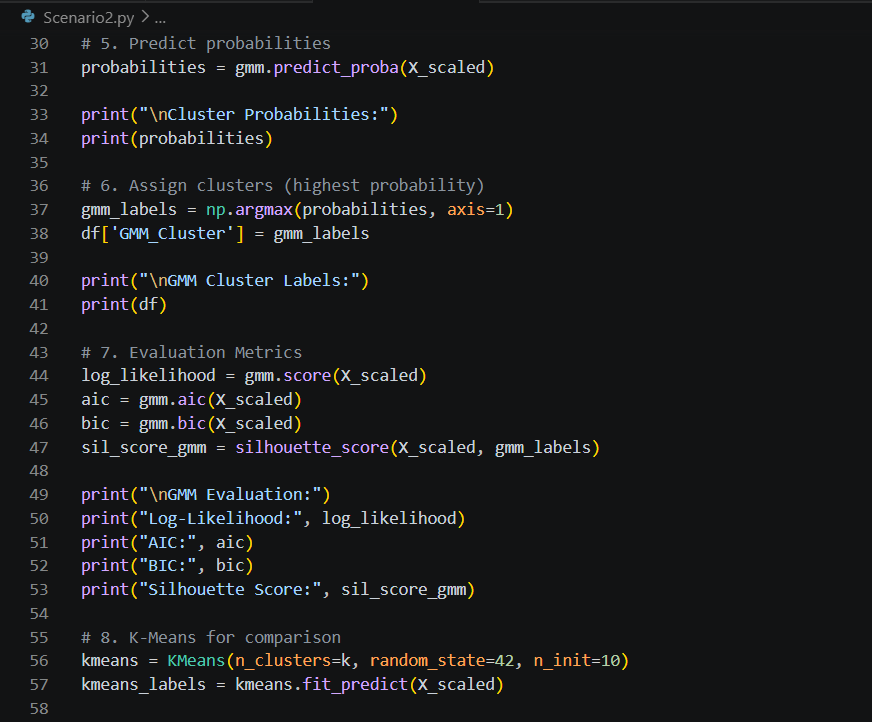 Scenario2.py > ...
30 # 5. Predict probabilities
31 probabilities = gmm.predict_proba(X_scaled)
32
33 print("\nCluster Probabilities:")
34 print(probabilities)
35
36 # 6. Assign clusters (highest probability)
37 gmm_labels = np.argmax(probabilities, axis=1)
38 df['GMM_Cluster'] = gmm_labels
39
40 print("\nGMM Cluster Labels:")
41 print(df)
42
43 # 7. Evaluation Metrics
44 log_likelihood = gmm.score(X_scaled)
45 aic = gmm.aic(X_scaled)
46 bic = gmm.bic(X_scaled)
47 sil_score_gmm = silhouette_score(X_scaled, gmm_labels)
48
49 print("\nGMM Evaluation:")
50 print("Log-Likelihood:", log_likelihood)
51 print("AIC:", aic)
52 print("BIC:", bic)
53 print("Silhouette Score:", sil_score_gmm)
54
55 # 8. K-Means for comparison
56 kmeans = KMeans(n_clusters=k, random_state=42, n_init=10)
57 kmeans_labels = kmeans.fit_predict(X_scaled)
58